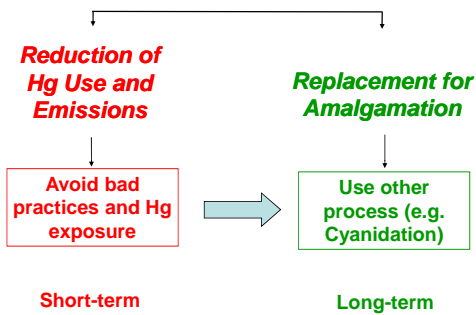 Reduction of
Hg Use and
Emissions
Replacement for
Amalgamation
Avoid bad
practices and Hg
exposure
Use other
process (e.g.
Cyanidation)
Short-term
Long-term